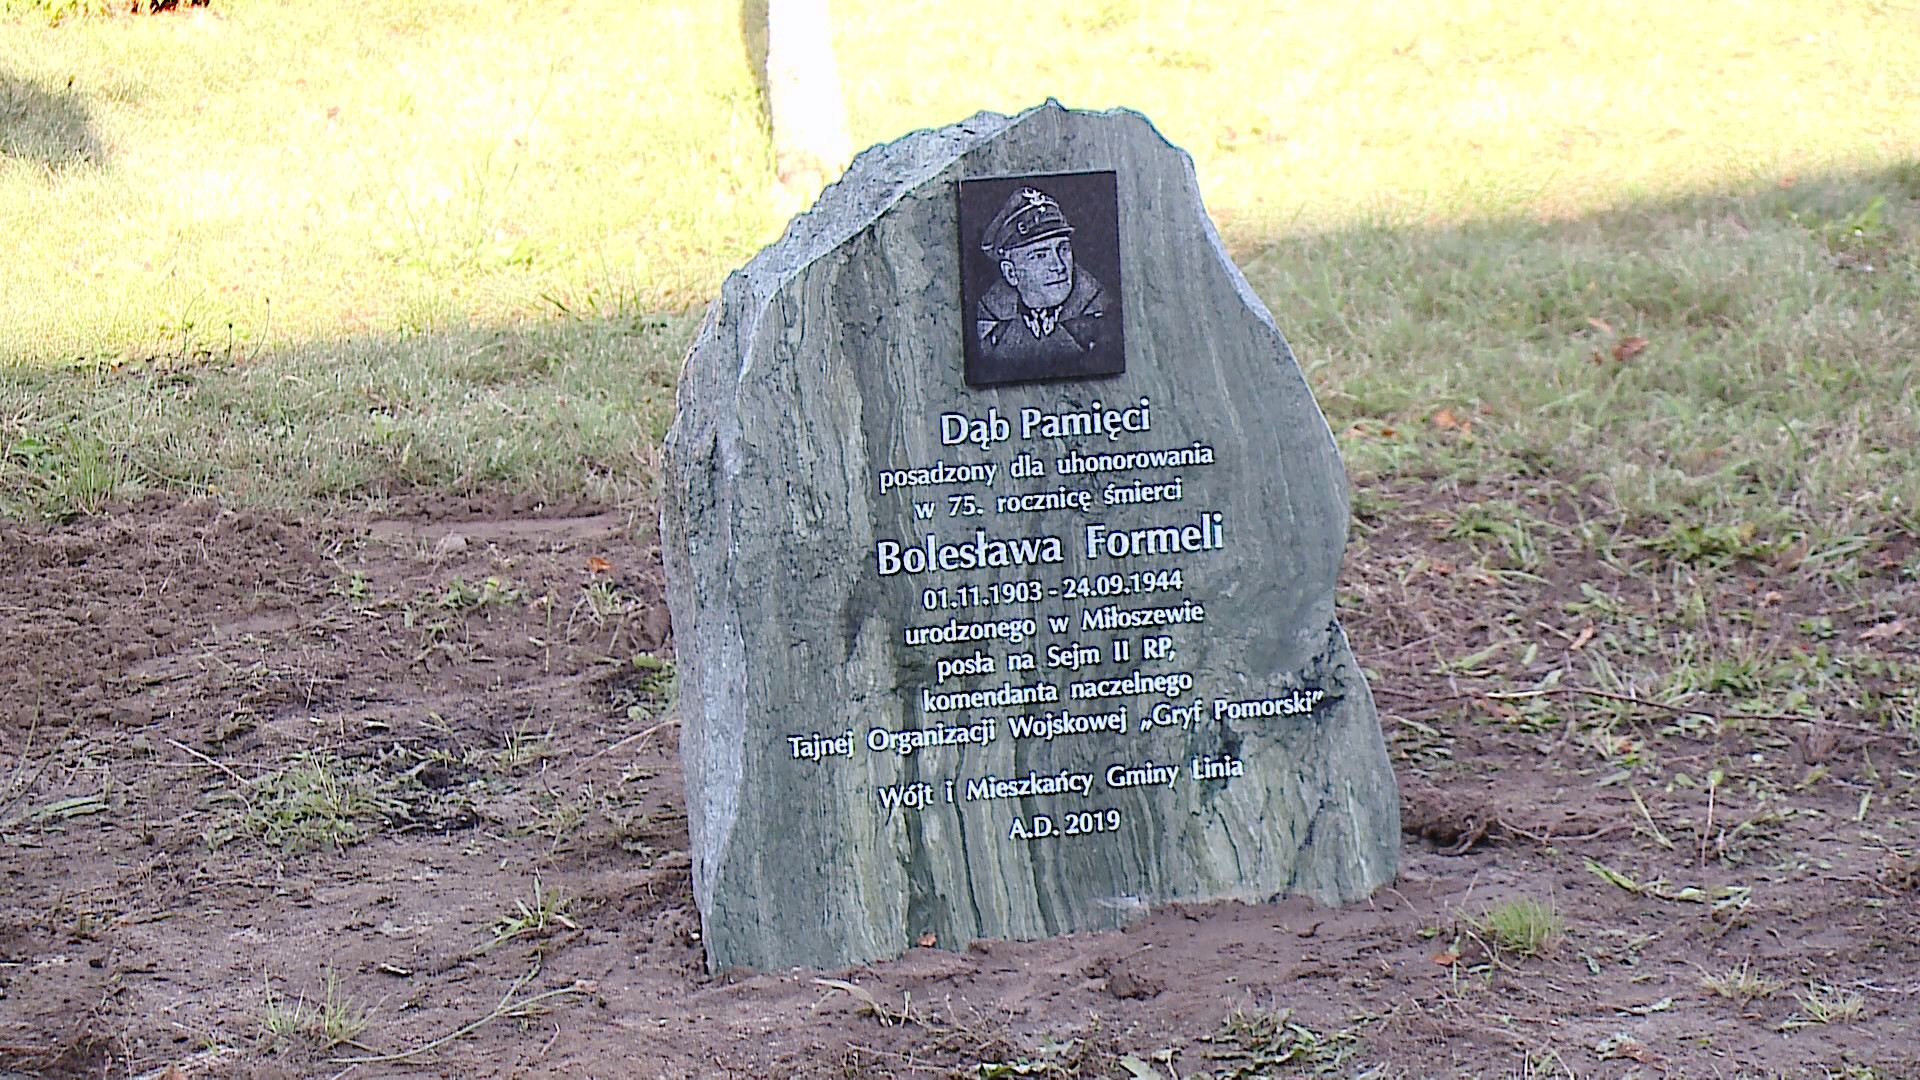 Dąb Pamięci
posadzony dla uhonorowania
w 75. rocznicę śmierci
Bolesława Formeli
01.11.1903 - 24.09.1944
urodzonego w Miłoszewie
posła na Sejm II RP,
komendanta naczelnego
Tajnej Organizacji Wojskowej „Gryf Pomorski”
Wójt i Mieszkańcy Gminy Linia
A.D. 2019